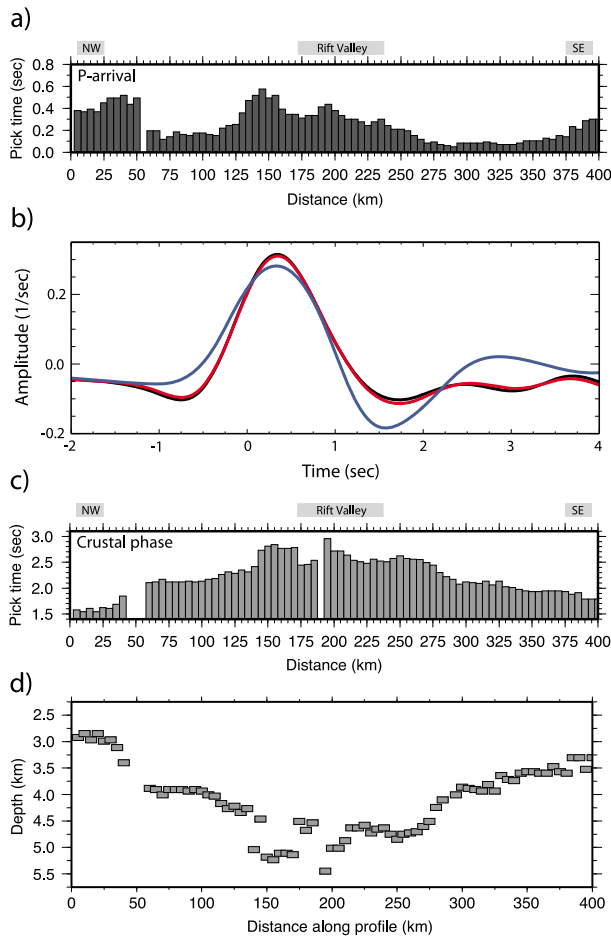 a)
NW Rift Valley SE
P-arrival
Pick time (sec)
0.8
0.6
0.4
0.2
0.0
0 25 50 75 100 125 150 175 200 225 250 275 300 325 350 375 400
Distance (km)
b)
Amplitude (1/sec)
0.2
0.0
-0.2
-2 -1 0 1 2 3 4
Time (sec)
c)
NW Rift Valley SE
Crustal phase
Pick time (sec)
3.0
2.5
2.0
1.5
0 25 50 75 100 125 150 175 200 225 250 275 300 325 350 375 400
Distance (km)
d)
Depth (km)
2.5
3.0
3.5
4.0
4.5
5.0
5.5
0 50 100 150 200 250 300 350 400
Distance along profile (km)